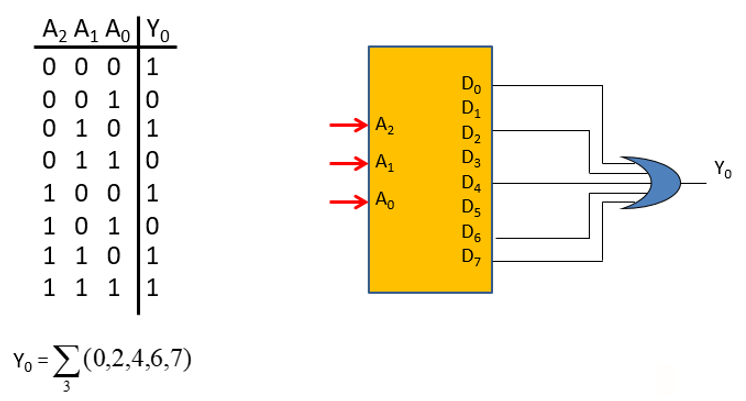 A₂ A₁ A₀ Y₀
0 0 0 1
0 0 1 0
0 1 0 1
0 1 1 0
1 0 0 1
1 0 1 0
1 1 0 1
1 1 1 1
Y₀ = ∑₃ (0,2,4,6,7)
A₂
A₁
A₀
D₀
D₁
D₂
D₃
D₄
D₅
D₆
D₇
Y₀